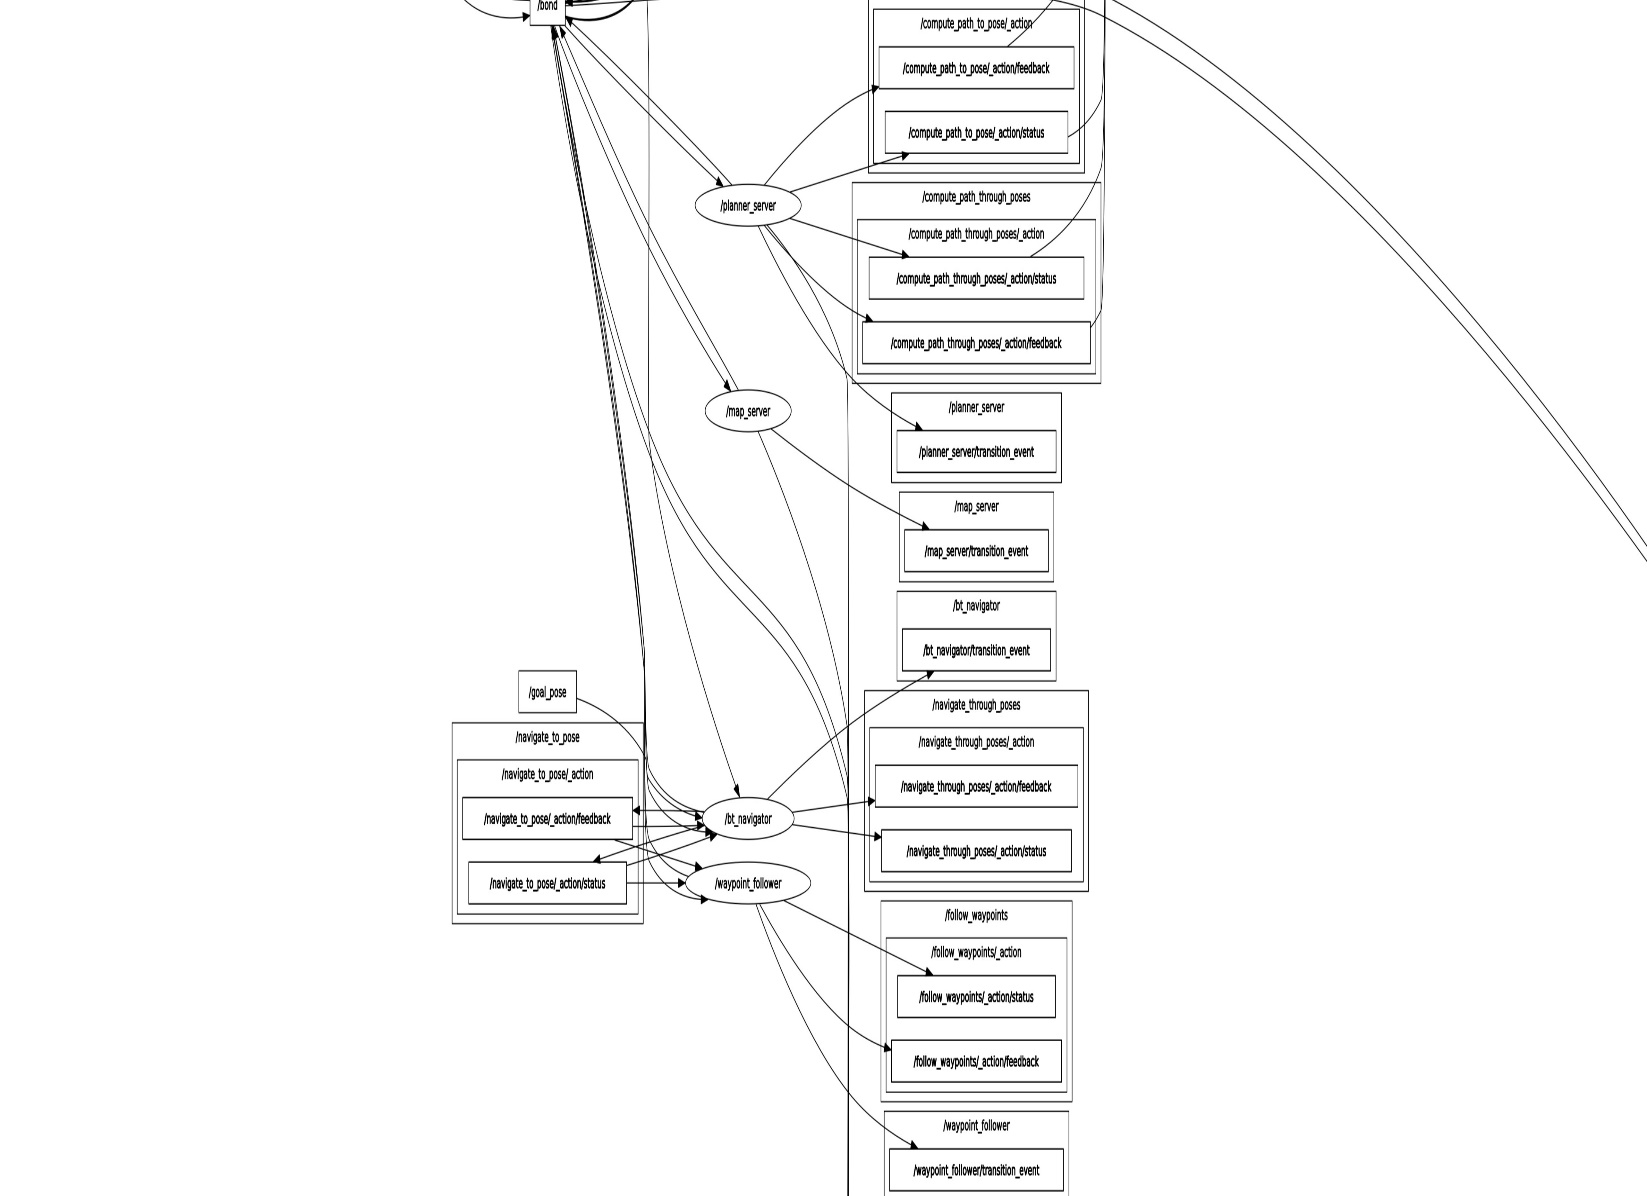 /bond
/compute_path_to_pose/_action
/compute_path_to_pose/_action/feedback
/compute_path_to_pose/_action/status
/planner_server
/compute_path_through_poses
/compute_path_through_poses/_action
/compute_path_through_poses/_action/status
/compute_path_through_poses/_action/feedback
/map_server
/planner_server
/planner_server/transition_event
/map_server
/map_server/transition_event
/bt_navigator
/bt_navigator/transition_event
/goal_pose
/navigate_to_pose
/navigate_to_pose/_action
/navigate_to_pose/_action/feedback
/navigate_to_pose/_action/status
/bt_navigator
/waypoint_follower
/navigate_through_poses
/navigate_through_poses/_action
/navigate_through_poses/_action/feedback
/navigate_through_poses/_action/status
/follow_waypoints
/follow_waypoints/_action
/follow_waypoints/_action/status
/follow_waypoints/_action/feedback
/waypoint_follower
/waypoint_follower/transition_event